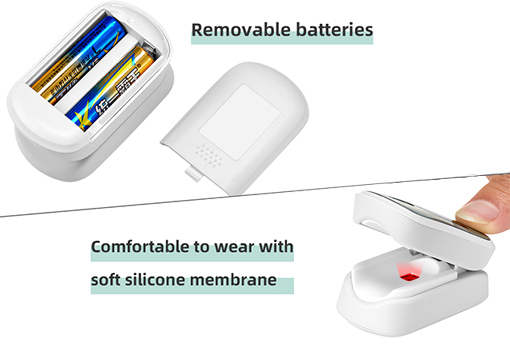 Removable batteries
Comfortable to wear with
soft silicone membrane